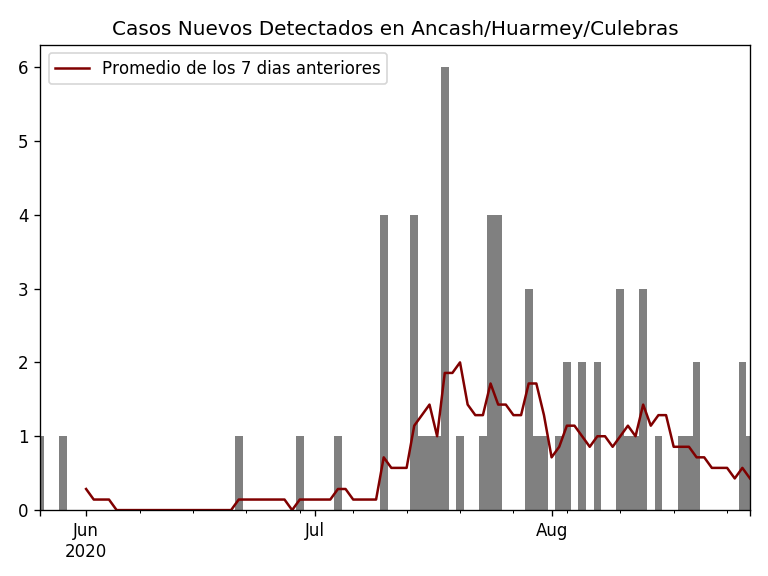 Casos Nuevos Detectados en Ancash/Huarmey/Culebras
Promedio de los 7 dias anteriores
6
5
4
3
2
1
0
Jun
2020
Jul
Aug